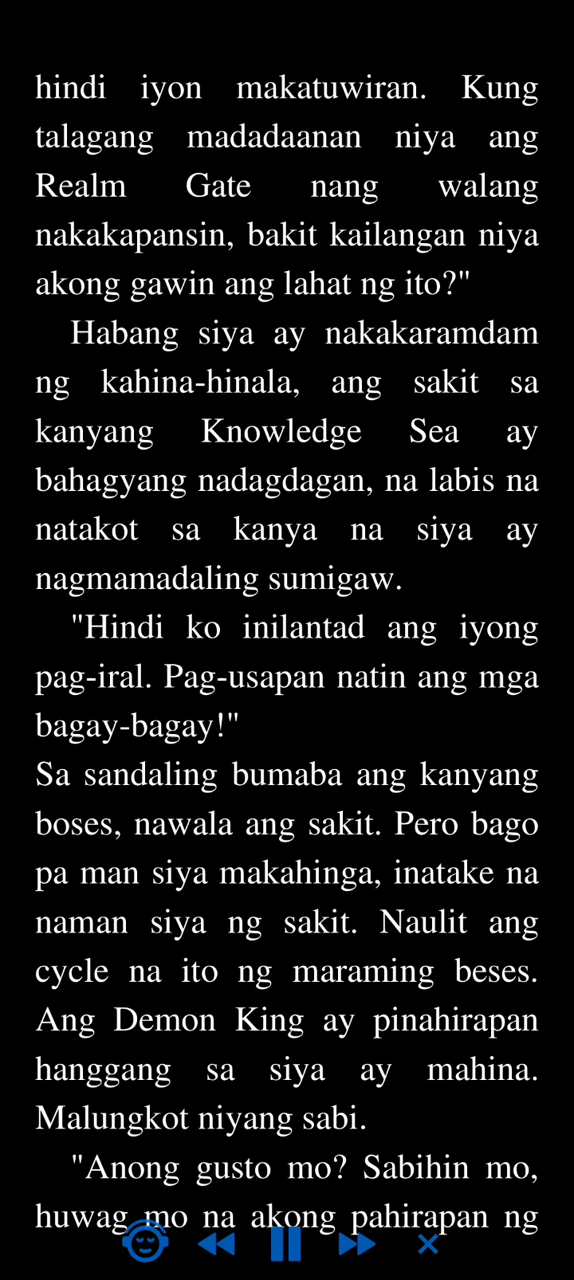 hindi iyon makatuwiran. Kung
talagang madadaanan niya ang
Realm Gate nang walang
nakakapansin, bakit kailangan niya
akong gawin ang lahat ng ito?"
Habang siya ay nakakaramdam
ng kahina-hinala, ang sakit sa
kanyang Knowledge Sea ay
bahagyang nadagdagan, na labis na
natakot sa kanya na siya ay
nagmamadaling sumigaw.
"Hindi ko inilantad ang iyong
pag-iral. Pag-usapan natin ang mga
bagay-bagay!"
Sa sandaling bumaba ang kanyang
boses, nawala ang sakit. Pero bago
pa man siya makahinga, inatake na
naman siya ng sakit. Naulit ang
cycle na ito ng maraming beses.
Ang Demon King ay pinahirapan
hanggang sa siya ay mahina.
Malungkot niyang sabi.
"Anong gusto mo? Sabihin mo,
huwag mo na akong pahirapan ng